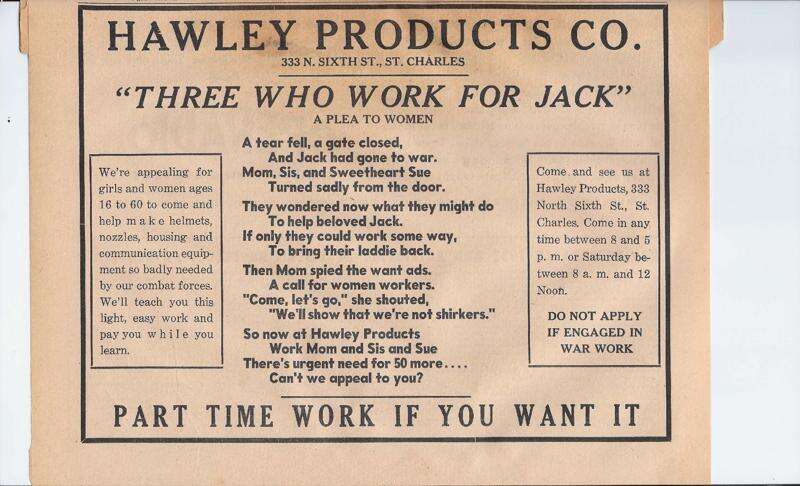 HAWLEY PRODUCTS CO.
333 N. SIXTH ST., ST. CHARLES
"THREE WHO WORK FOR JACK"
A PLEA TO WOMEN
We're appealing for
girls and women ages
16 to 60 to come and
help make helmets,
nozzles, housing and
communication equip-
ment so badly needed
by our combat forces.
We'll teach you this
light, easy work and
pay you while you
learn.
A tear fell, a gate closed,
And Jack had gone to war.
Mom, Sis, and Sweetheart Sue
Turned sadly from the door.
They wondered now what they might do
To help beloved Jack.
If only they could work some way,
To bring their laddie back.
Then Mom spied the want ads.
A call for women workers.
"Come, let's go," she shouted,
"We'll show that we're not shirkers."
So now at Hawley Products
Work Mom and Sis and Sue
There's urgent need for 50 more....
Can't we appeal to you?
Come and see us at
Hawley Products, 333
North Sixth St., St.
Charles. Come in any
time between 8 and 5
p. m. or Saturday be-
tween 8 a. m. and 12
Noon.
DO NOT APPLY
IF ENGAGED IN
WAR WORK
PART TIME WORK IF YOU WANT IT